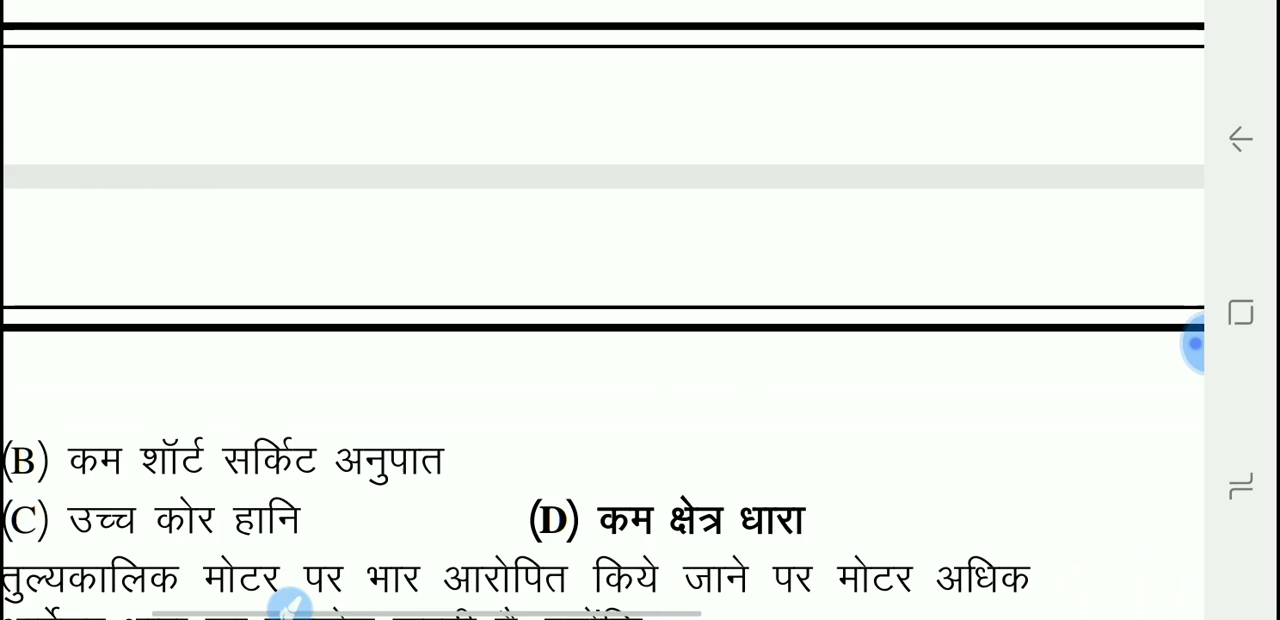 (B) कम शॉर्ट सर्किट अनुपात
(C) उच्च कोर हानि (D) कम क्षेत्र धारा
तुल्यकालिक मोटर पर भार आरोपित किये जाने पर मोटर अधिक